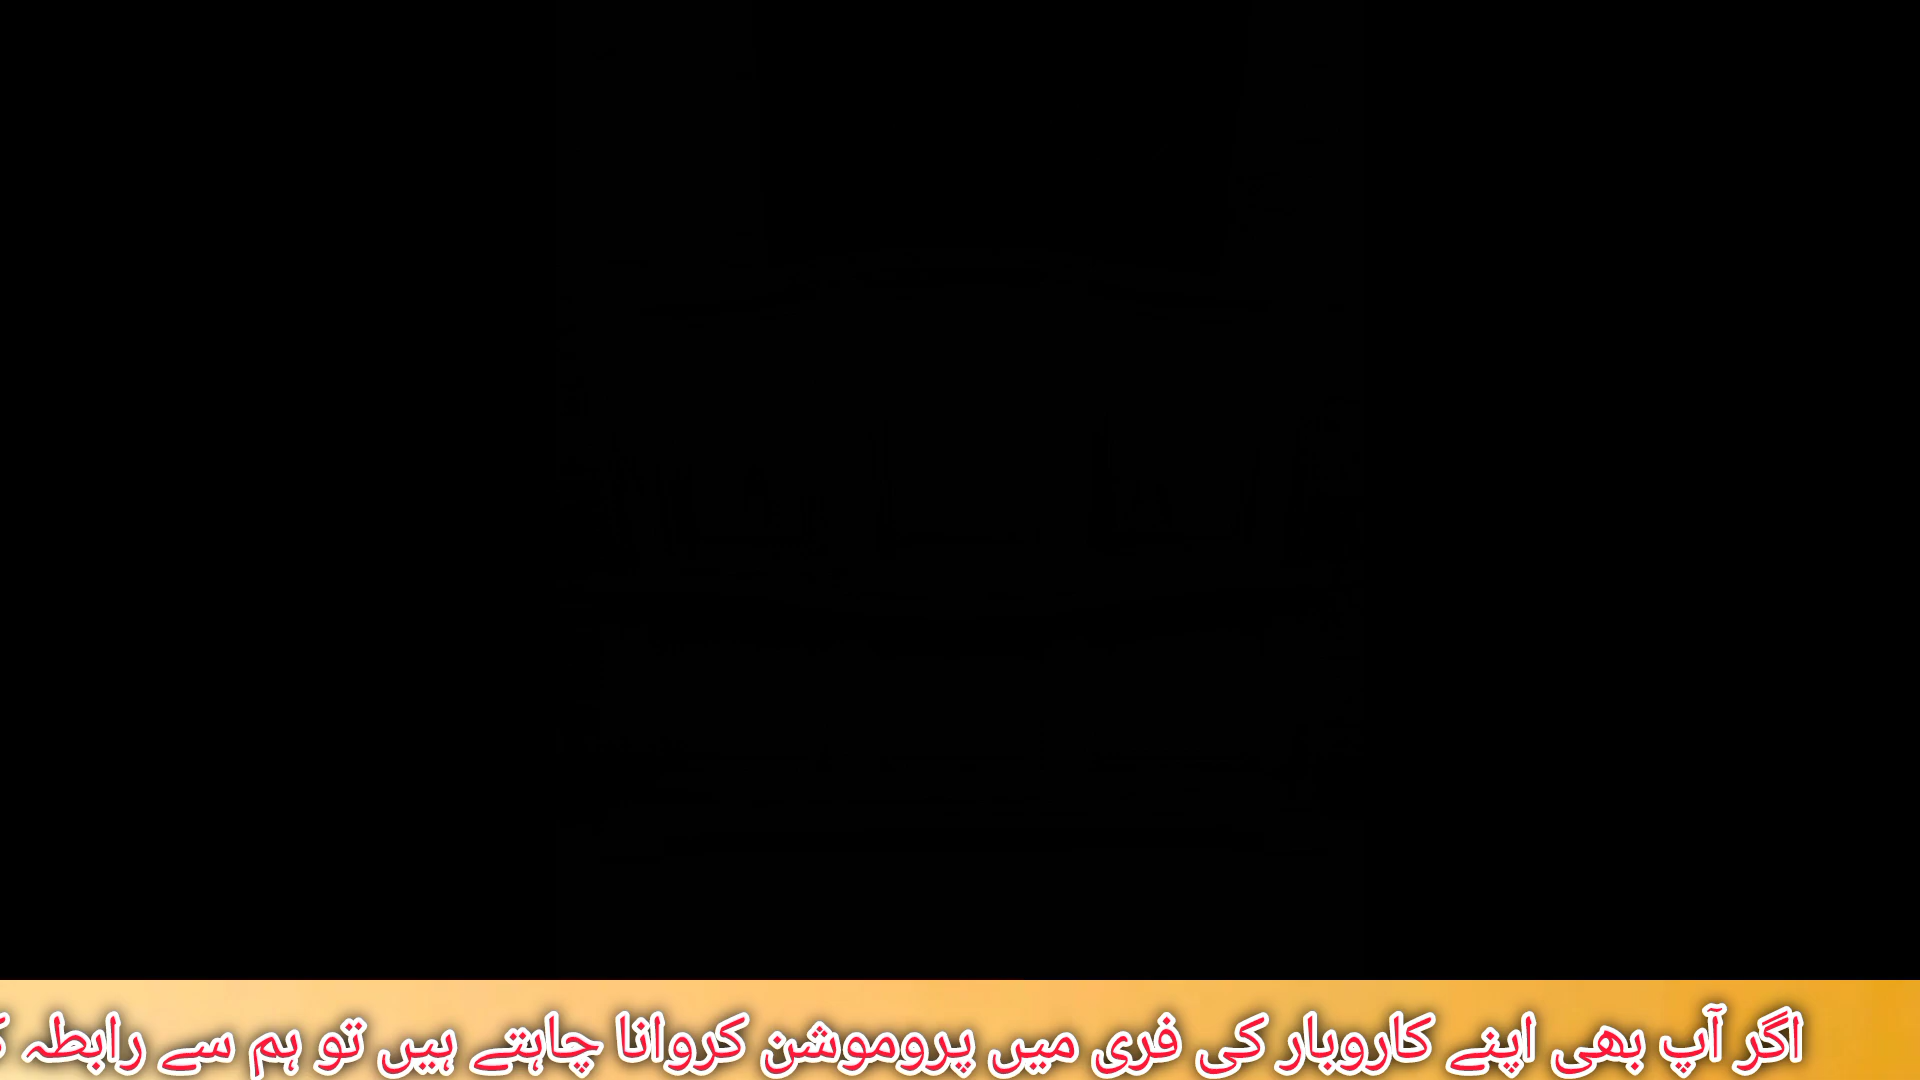 اگر آپ بھی اپنے کاروبار کی فری میں پروموشن کروانا چاہتے ہیں تو ہم سے رابطہ